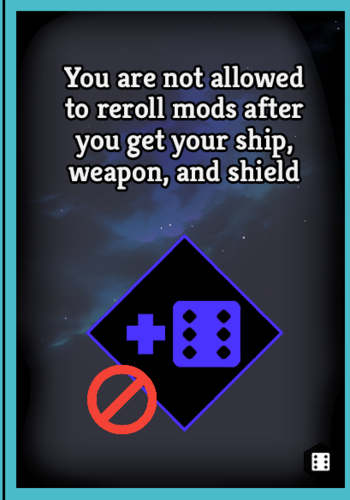 You are not allowed
to reroll mods after
you get your ship,
weapon, and shield